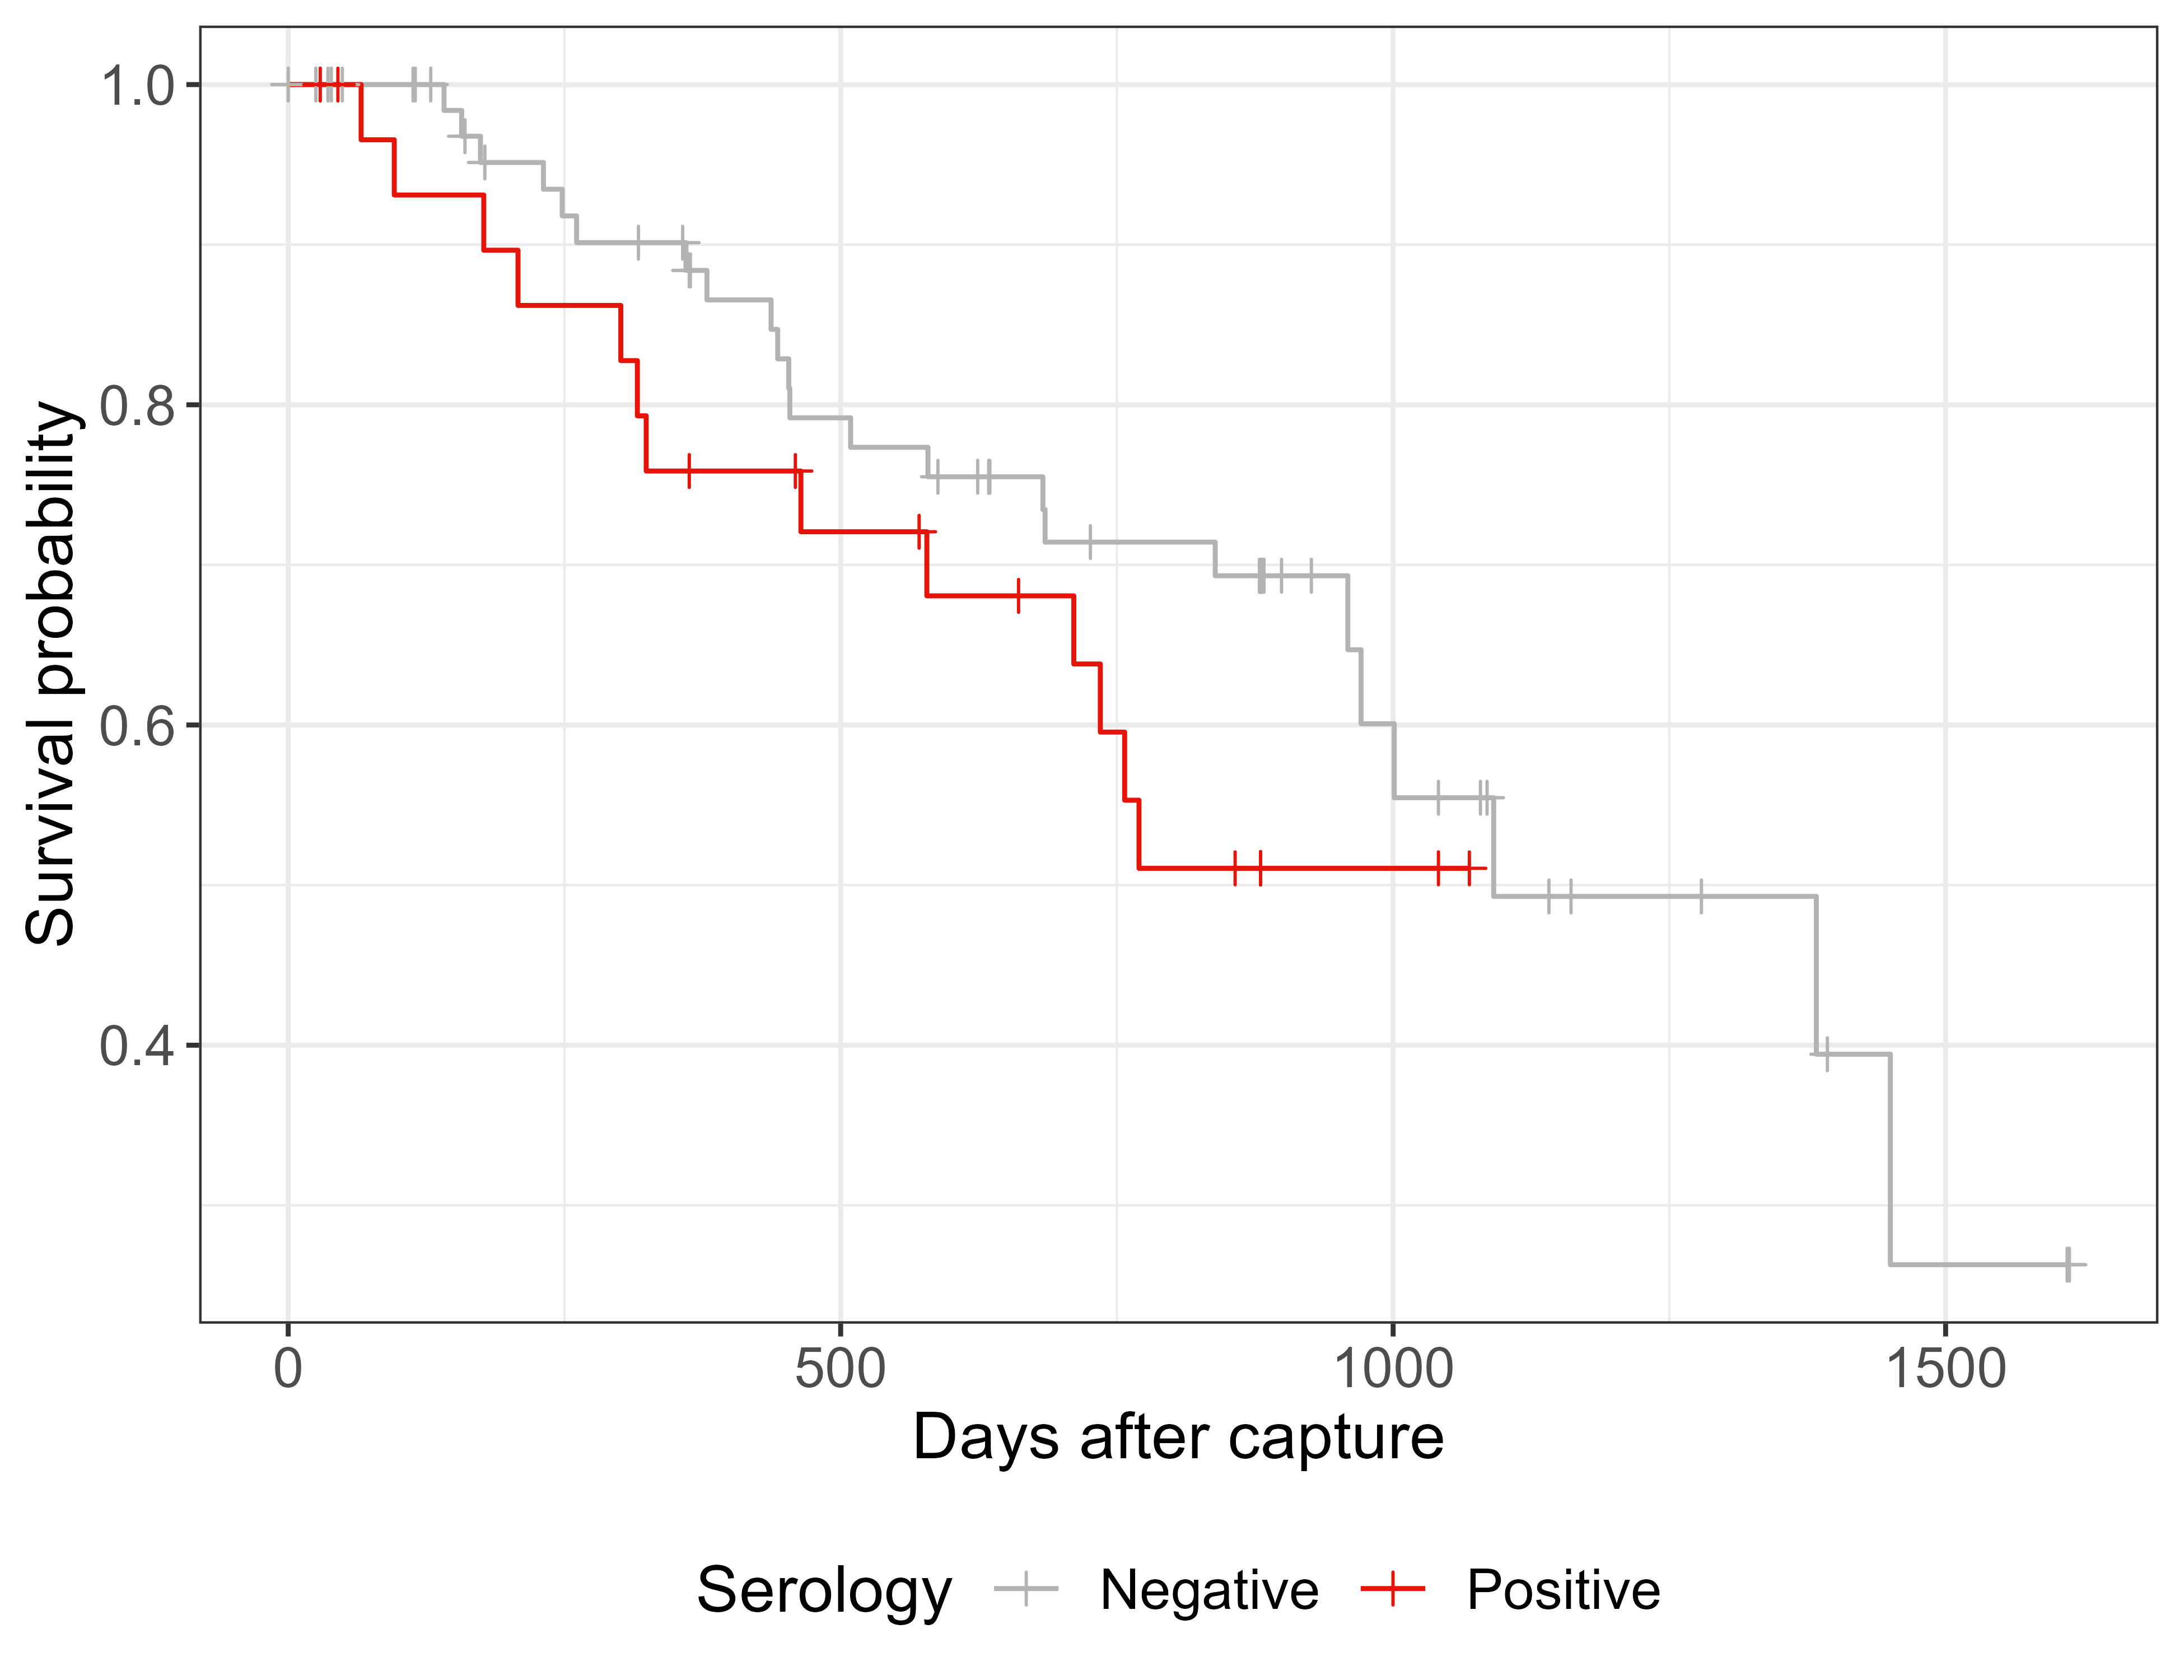 Survival probability
1.0
0.8
0.6
0.4
0 500 1000 1500
Days after capture
Serology Negative Positive